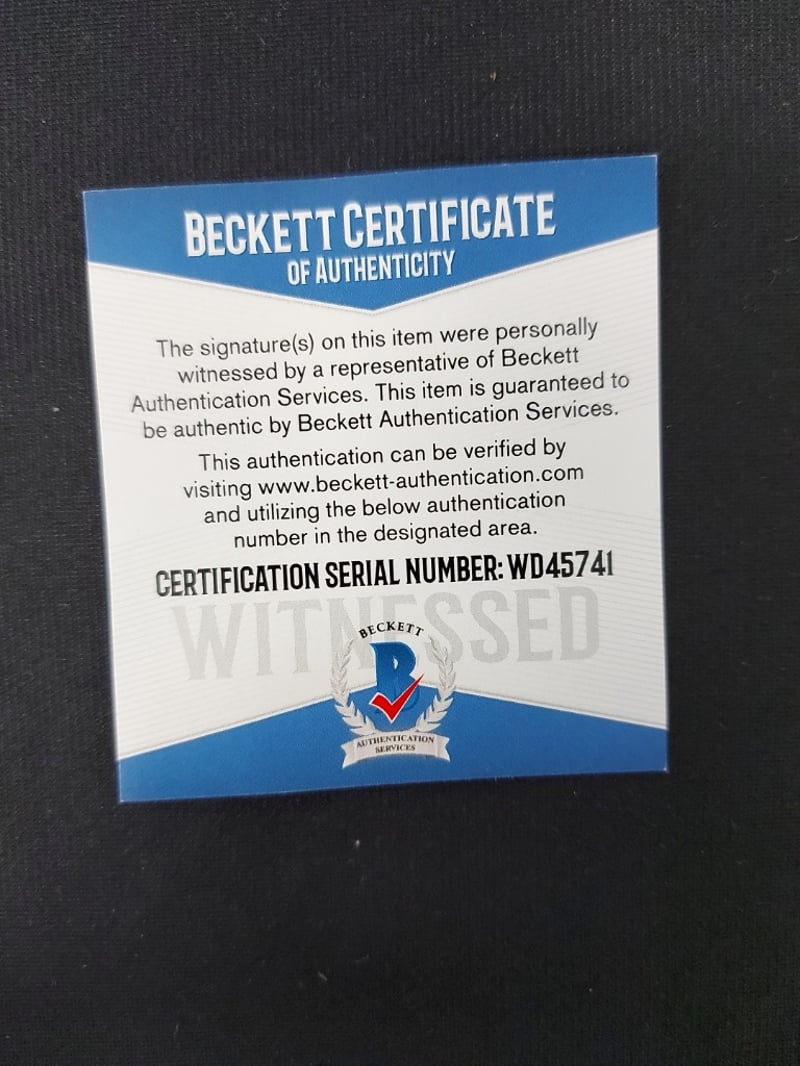 BECKETT CERTIFICATE
OF AUTHENTICITY
The signature(s) on this item were personally
witnessed by a representative of Beckett
Authentication Services. This item is guaranteed to
be authentic by Beckett Authentication Services.
This authentication can be verified by
visiting www.beckett-authentication.com
and utilizing the below authentication
number in the designated area.
CERTIFICATION SERIAL NUMBER: WD45741
WITNESSED
BECKETT
B
AUTHENTICATION
SERVICES